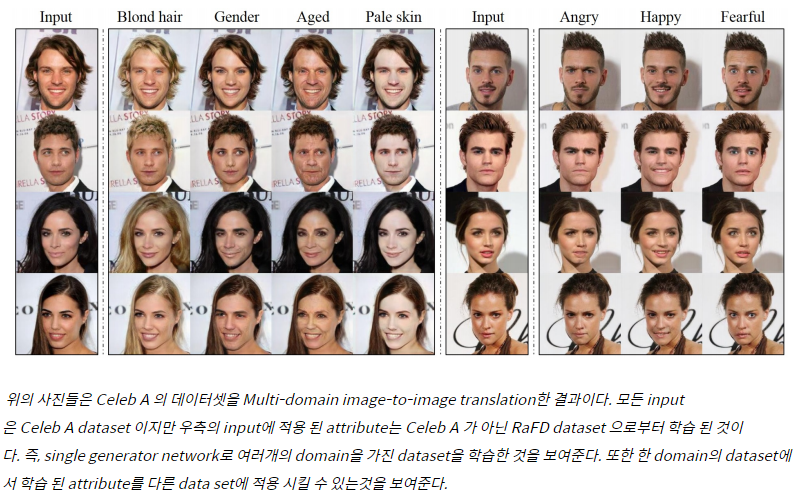 Input Blond hair Gender Aged Pale skin Input Angry Happy Fearful
위의 사진들은 Celeb A 의 데이터셋을 Multi-domain image-to-image translation한 결과이다. 모든 input
은 Celeb A dataset 이지만 우측의 input에 적용 된 attribute는 Celeb A 가 아닌 RaFD dataset 으로부터 학습 된 것이
다. 즉, single generator network로 여러개의 domain을 가진 dataset을 학습한 것을 보여준다. 또한 한 domain의 dataset에
서 학습 된 attribute를 다른 data set에 적용 시킬 수 있는것을 보여준다.